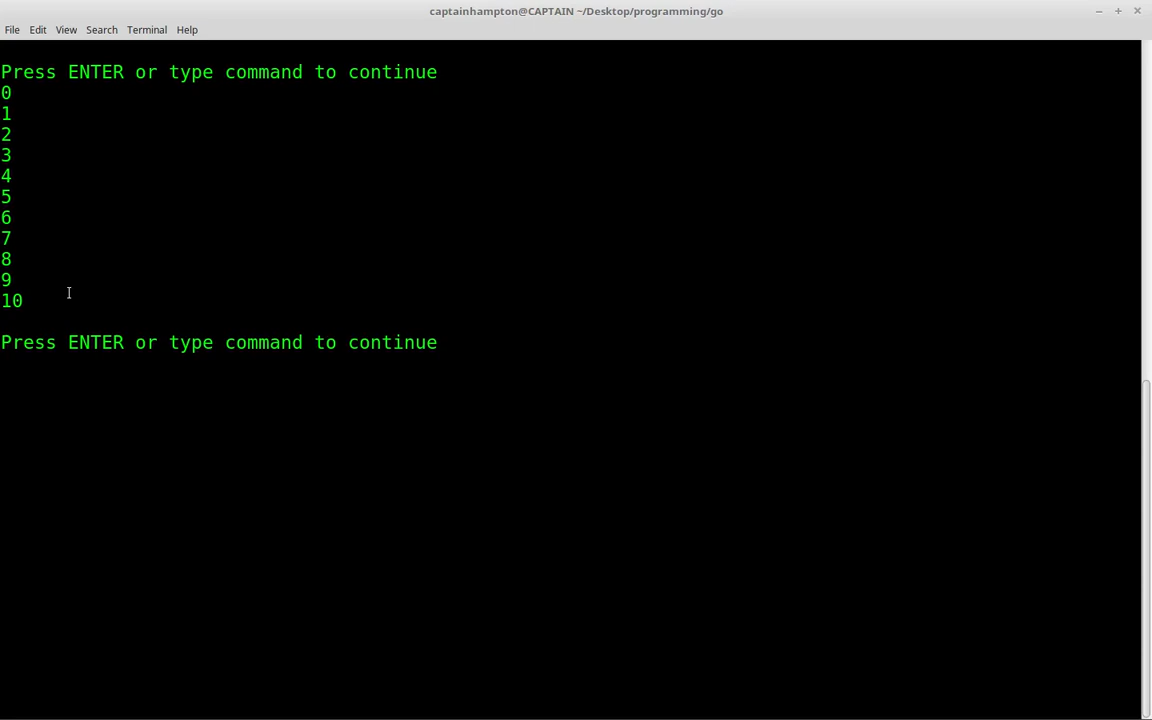 captainhampton@CAPTAIN ~/Desktop/programming/go
File Edit View Search Terminal Help
Press ENTER or type command to continue
0
1
2
3
4
5
6
7
8
9
10
Press ENTER or type command to continue